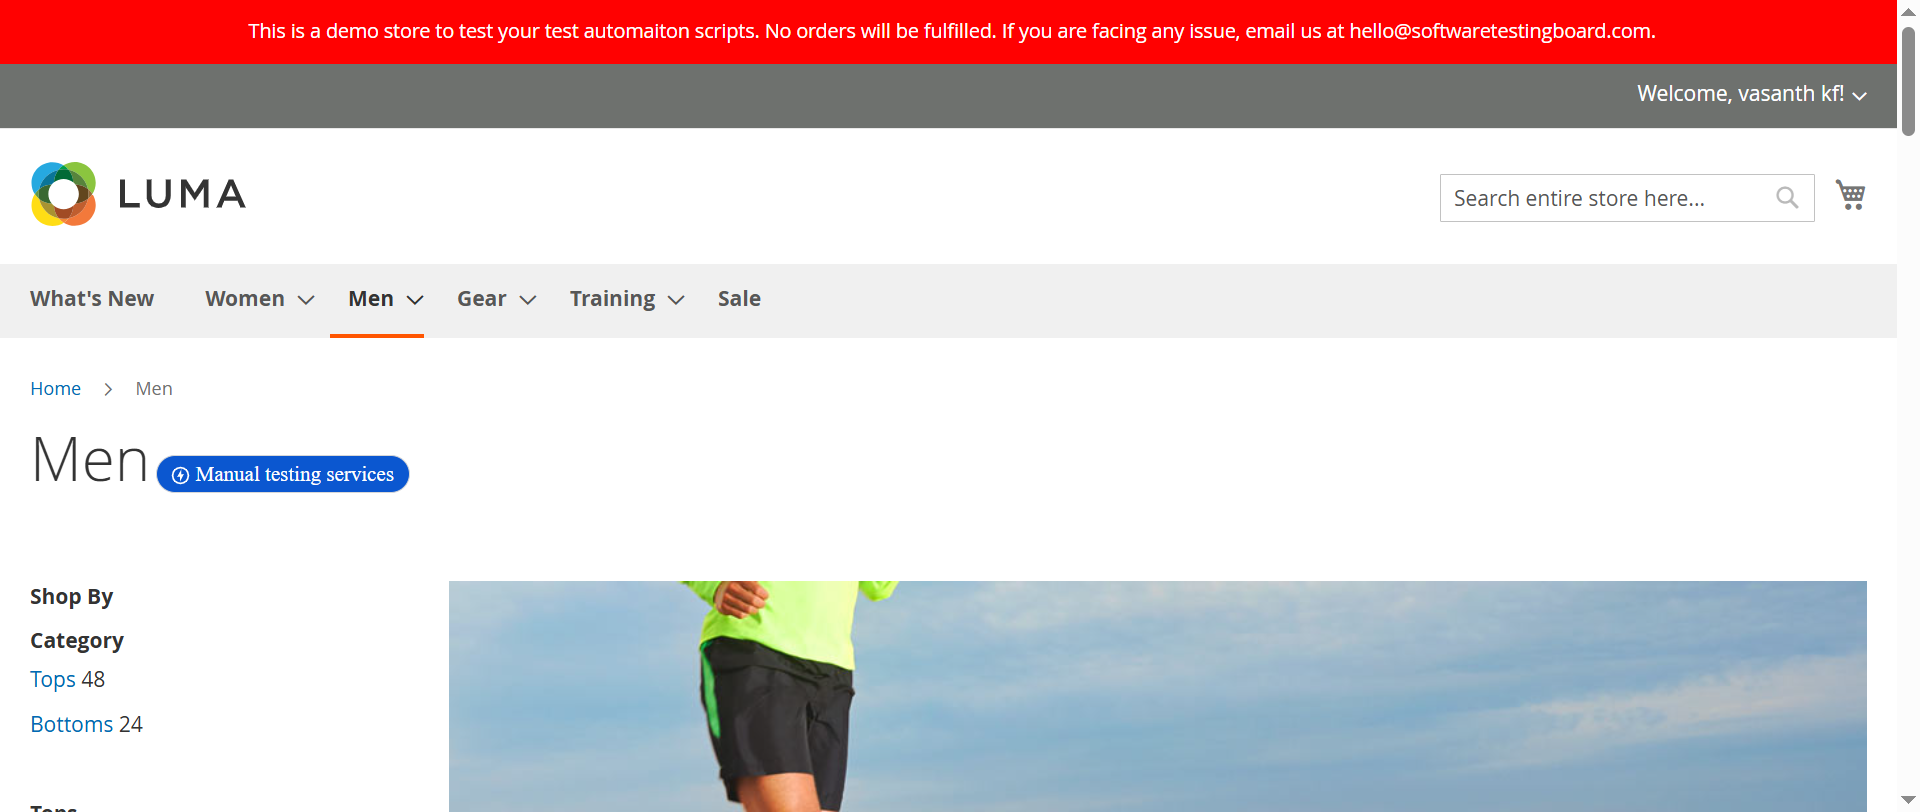 This is a demo store to test your test automaiton scripts. No orders will be fulfilled. If you are facing any issue, email us at hello@softwaretestingboard.com.
Welcome, vasanth kf!
LUMA
Search entire store here...
What's New Women Men Gear Training Sale
Home Men
Men
Manual testing services
Shop By
Category
Tops 48
Bottoms 24
Tops